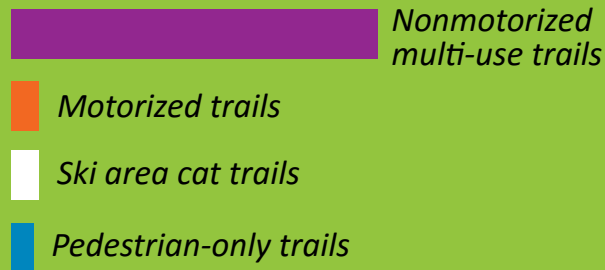 Nonmotorized
multi-use trails
Motorized trails
Ski area cat trails
Pedestrian-only trails